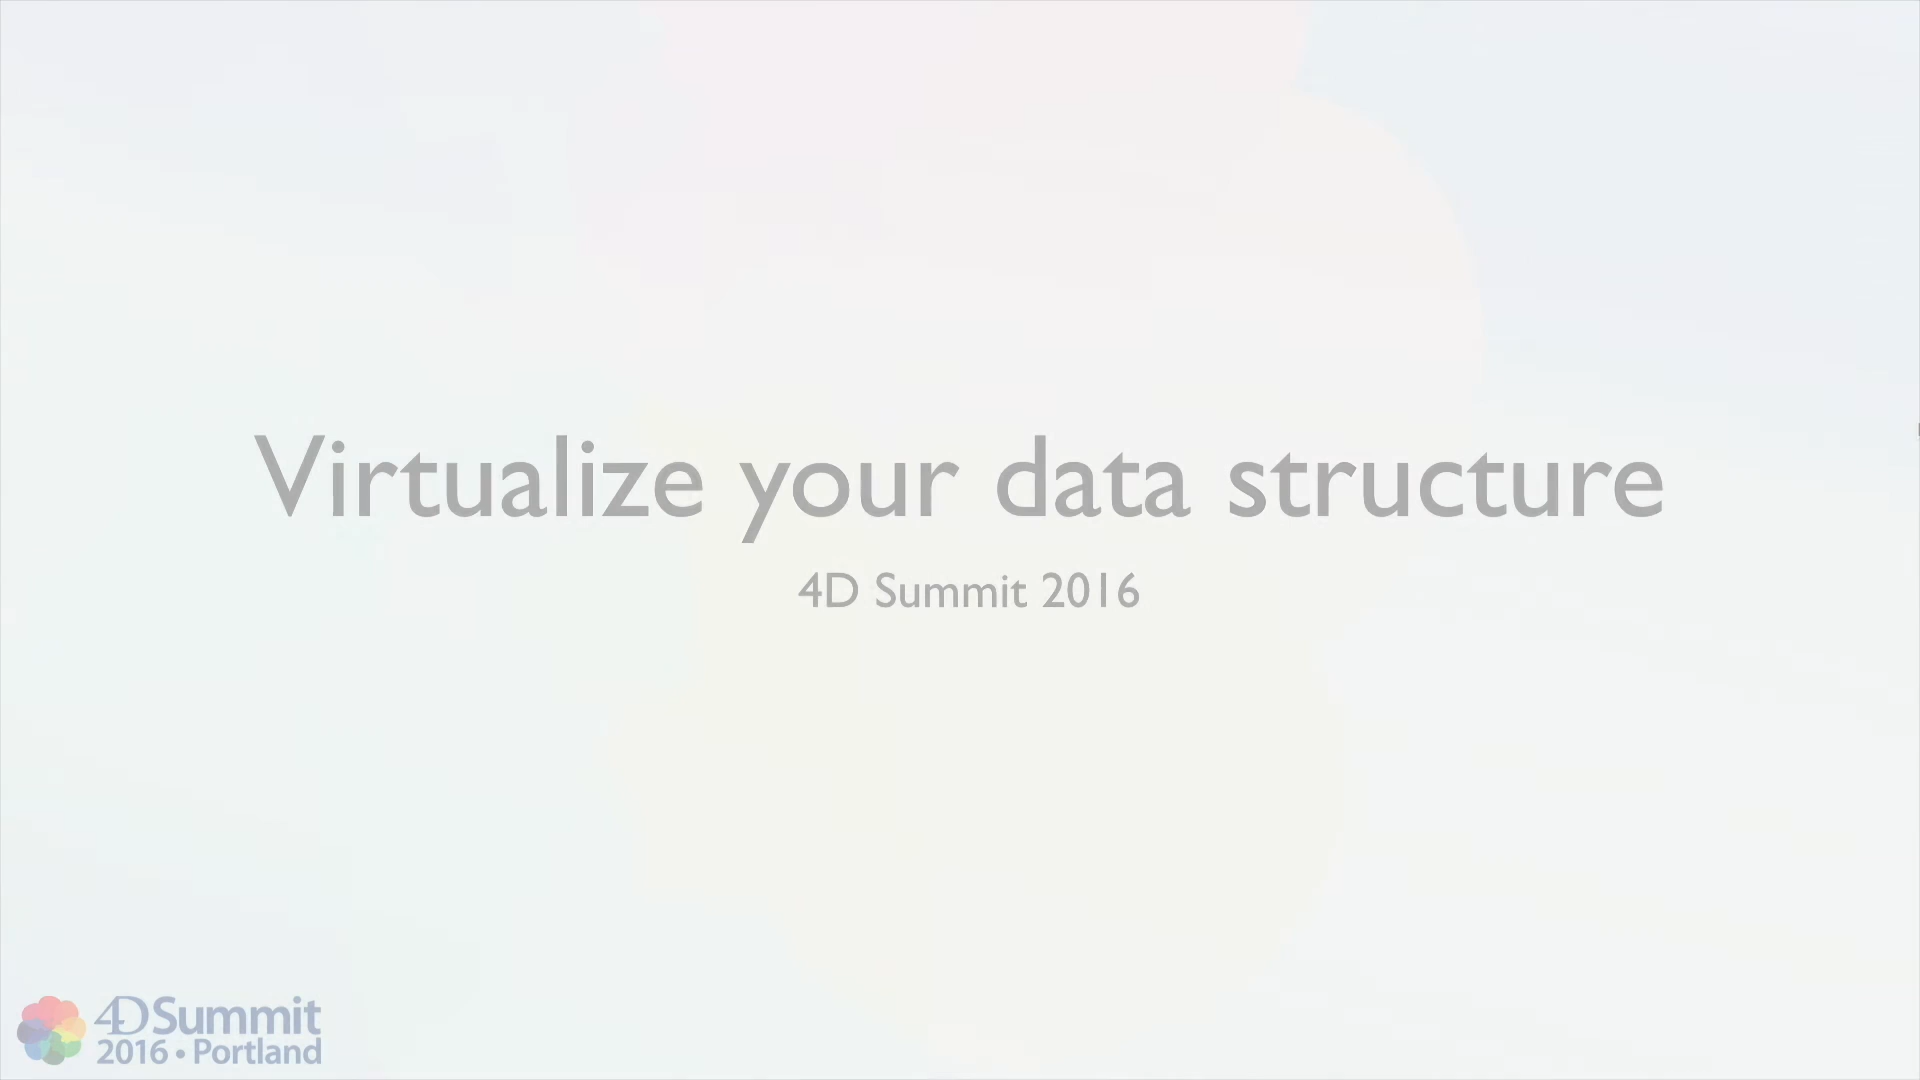 Virtualize your data structure
4D Summit 2016
4D Summit
2016 • Portland